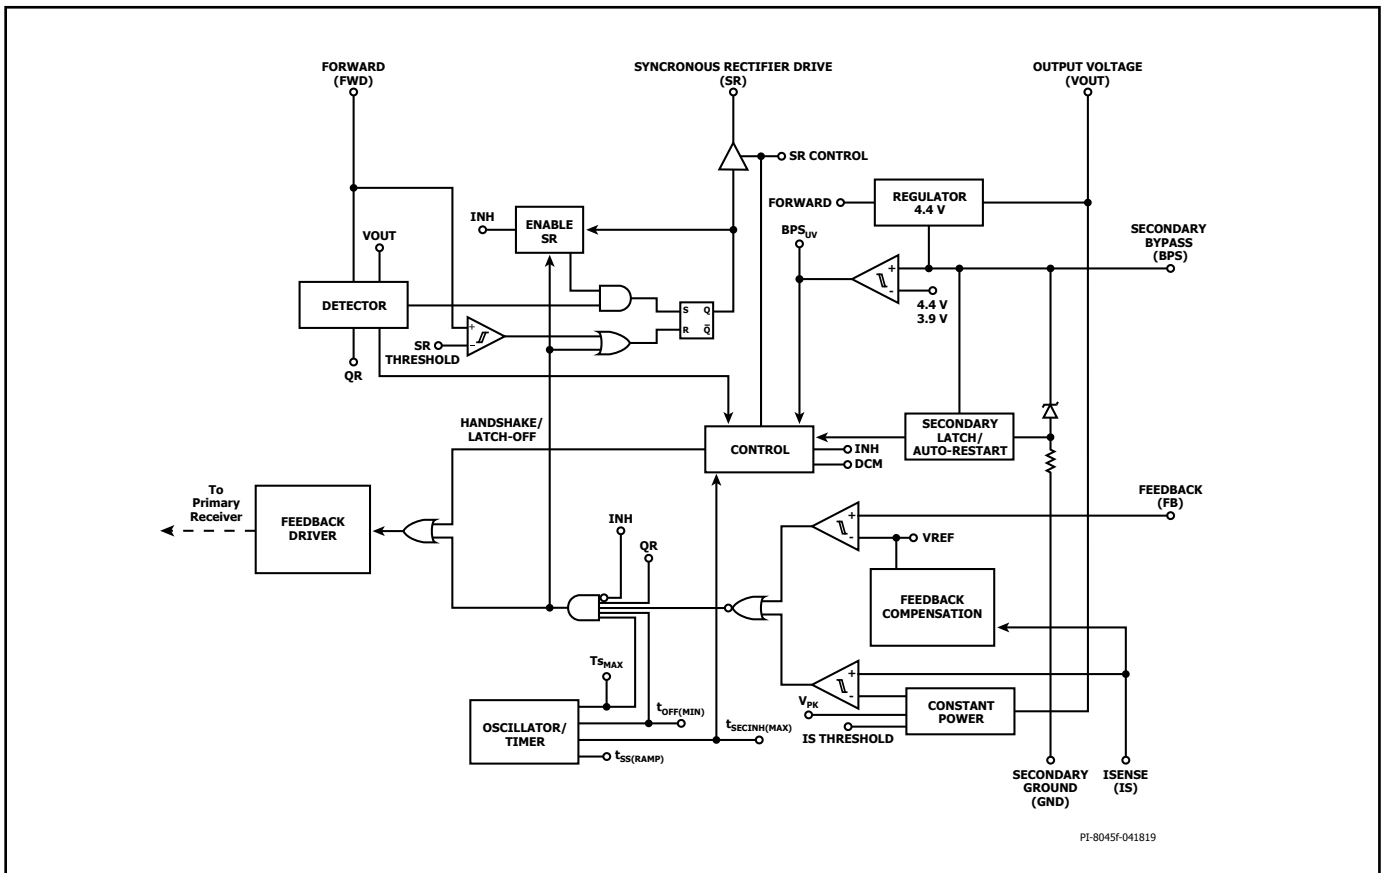 FORWARD
(FWD)
SYNCRONOUS RECTIFIER DRIVE
(SR)
OUTPUT VOLTAGE
(VOUT)
SR CONTROL
FORWARD
REGULATOR
4.4 V
INH
ENABLE
SR
VOUT
BPSUV
SECONDARY
BYPASS
(BPS)
+
-
4.4 V
3.9 V
DETECTOR
S Q
R Q̅
+
-
SR
THRESHOLD
QR
HANDSHAKE/
LATCH-OFF
CONTROL
INH
DCM
SECONDARY
LATCH/
AUTO-RESTART
To
Primary
Receiver
FEEDBACK
DRIVER
INH
QR
FEEDBACK
(FB)
+
-
VREF
FEEDBACK
COMPENSATION
TsMAX
tOFF(MIN)
OSCILLATOR/
TIMER
tSECINH(MAX)
tSS(RAMP)
+
-
VPK
IS THRESHOLD
CONSTANT
POWER
SECONDARY
GROUND
(GND)
ISENSE
(IS)
PI-8045f-041819